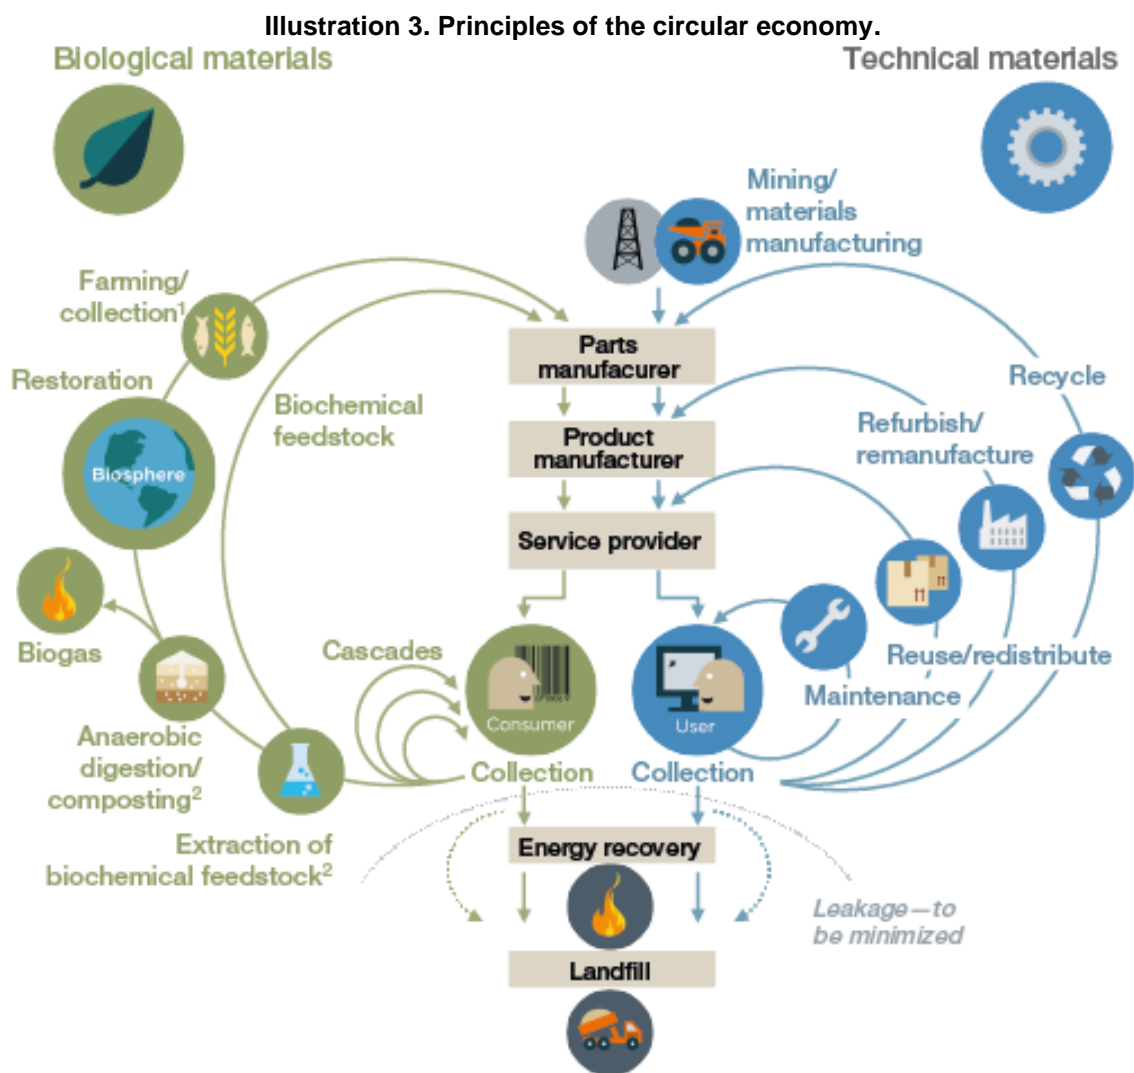 Illustration 3. Principles of the circular economy.
Biological materials
Technical materials
Mining/
materials
manufacturing
Farming/
collection¹
Parts
manufacurer
Restoration
Recycle
Biochemical
feedstock
Refurbish/
remanufacture
Product
manufacturer
Biosphere
Service provider
Biogas
Cascades
Reuse/redistribute
Maintenance
Consumer
User
Anaerobic
digestion/
composting²
Collection
Collection
Extraction of
biochemical feedstock²
Energy recovery
Leakage—to
be minimized
Landfill